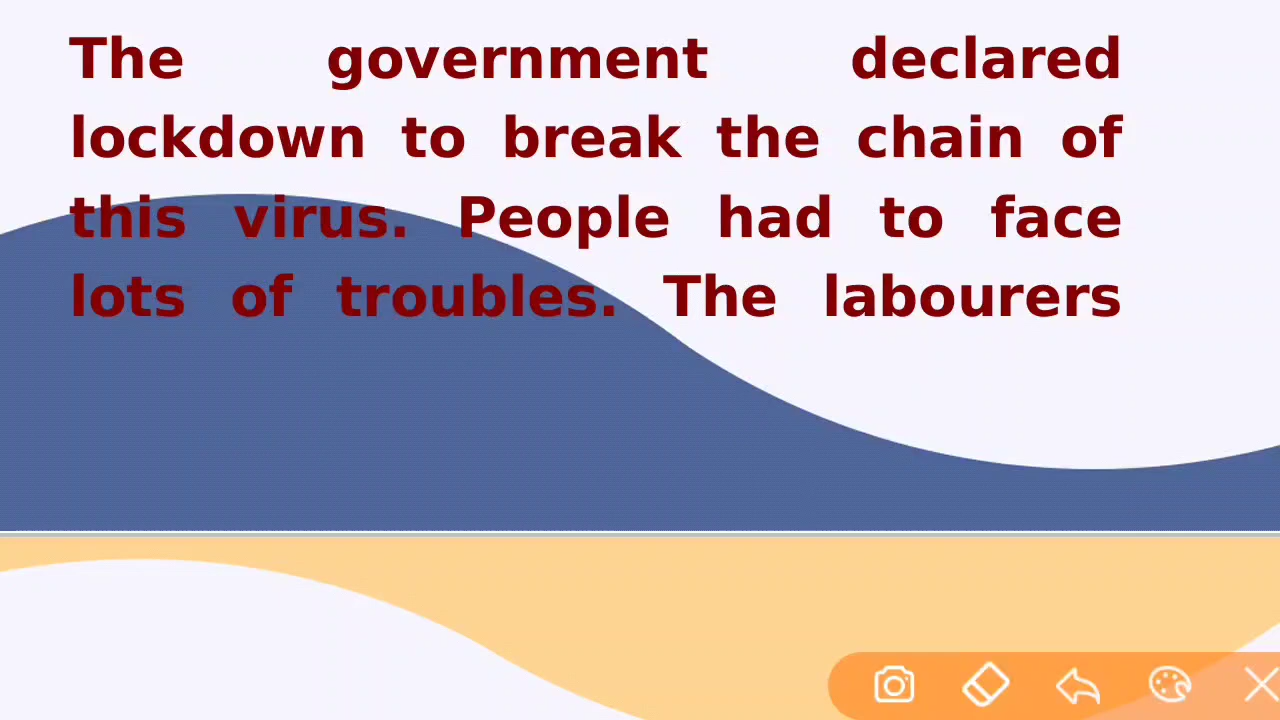 The government declared
lockdown to break the chain of
this virus. People had to face
lots of troubles. The labourers